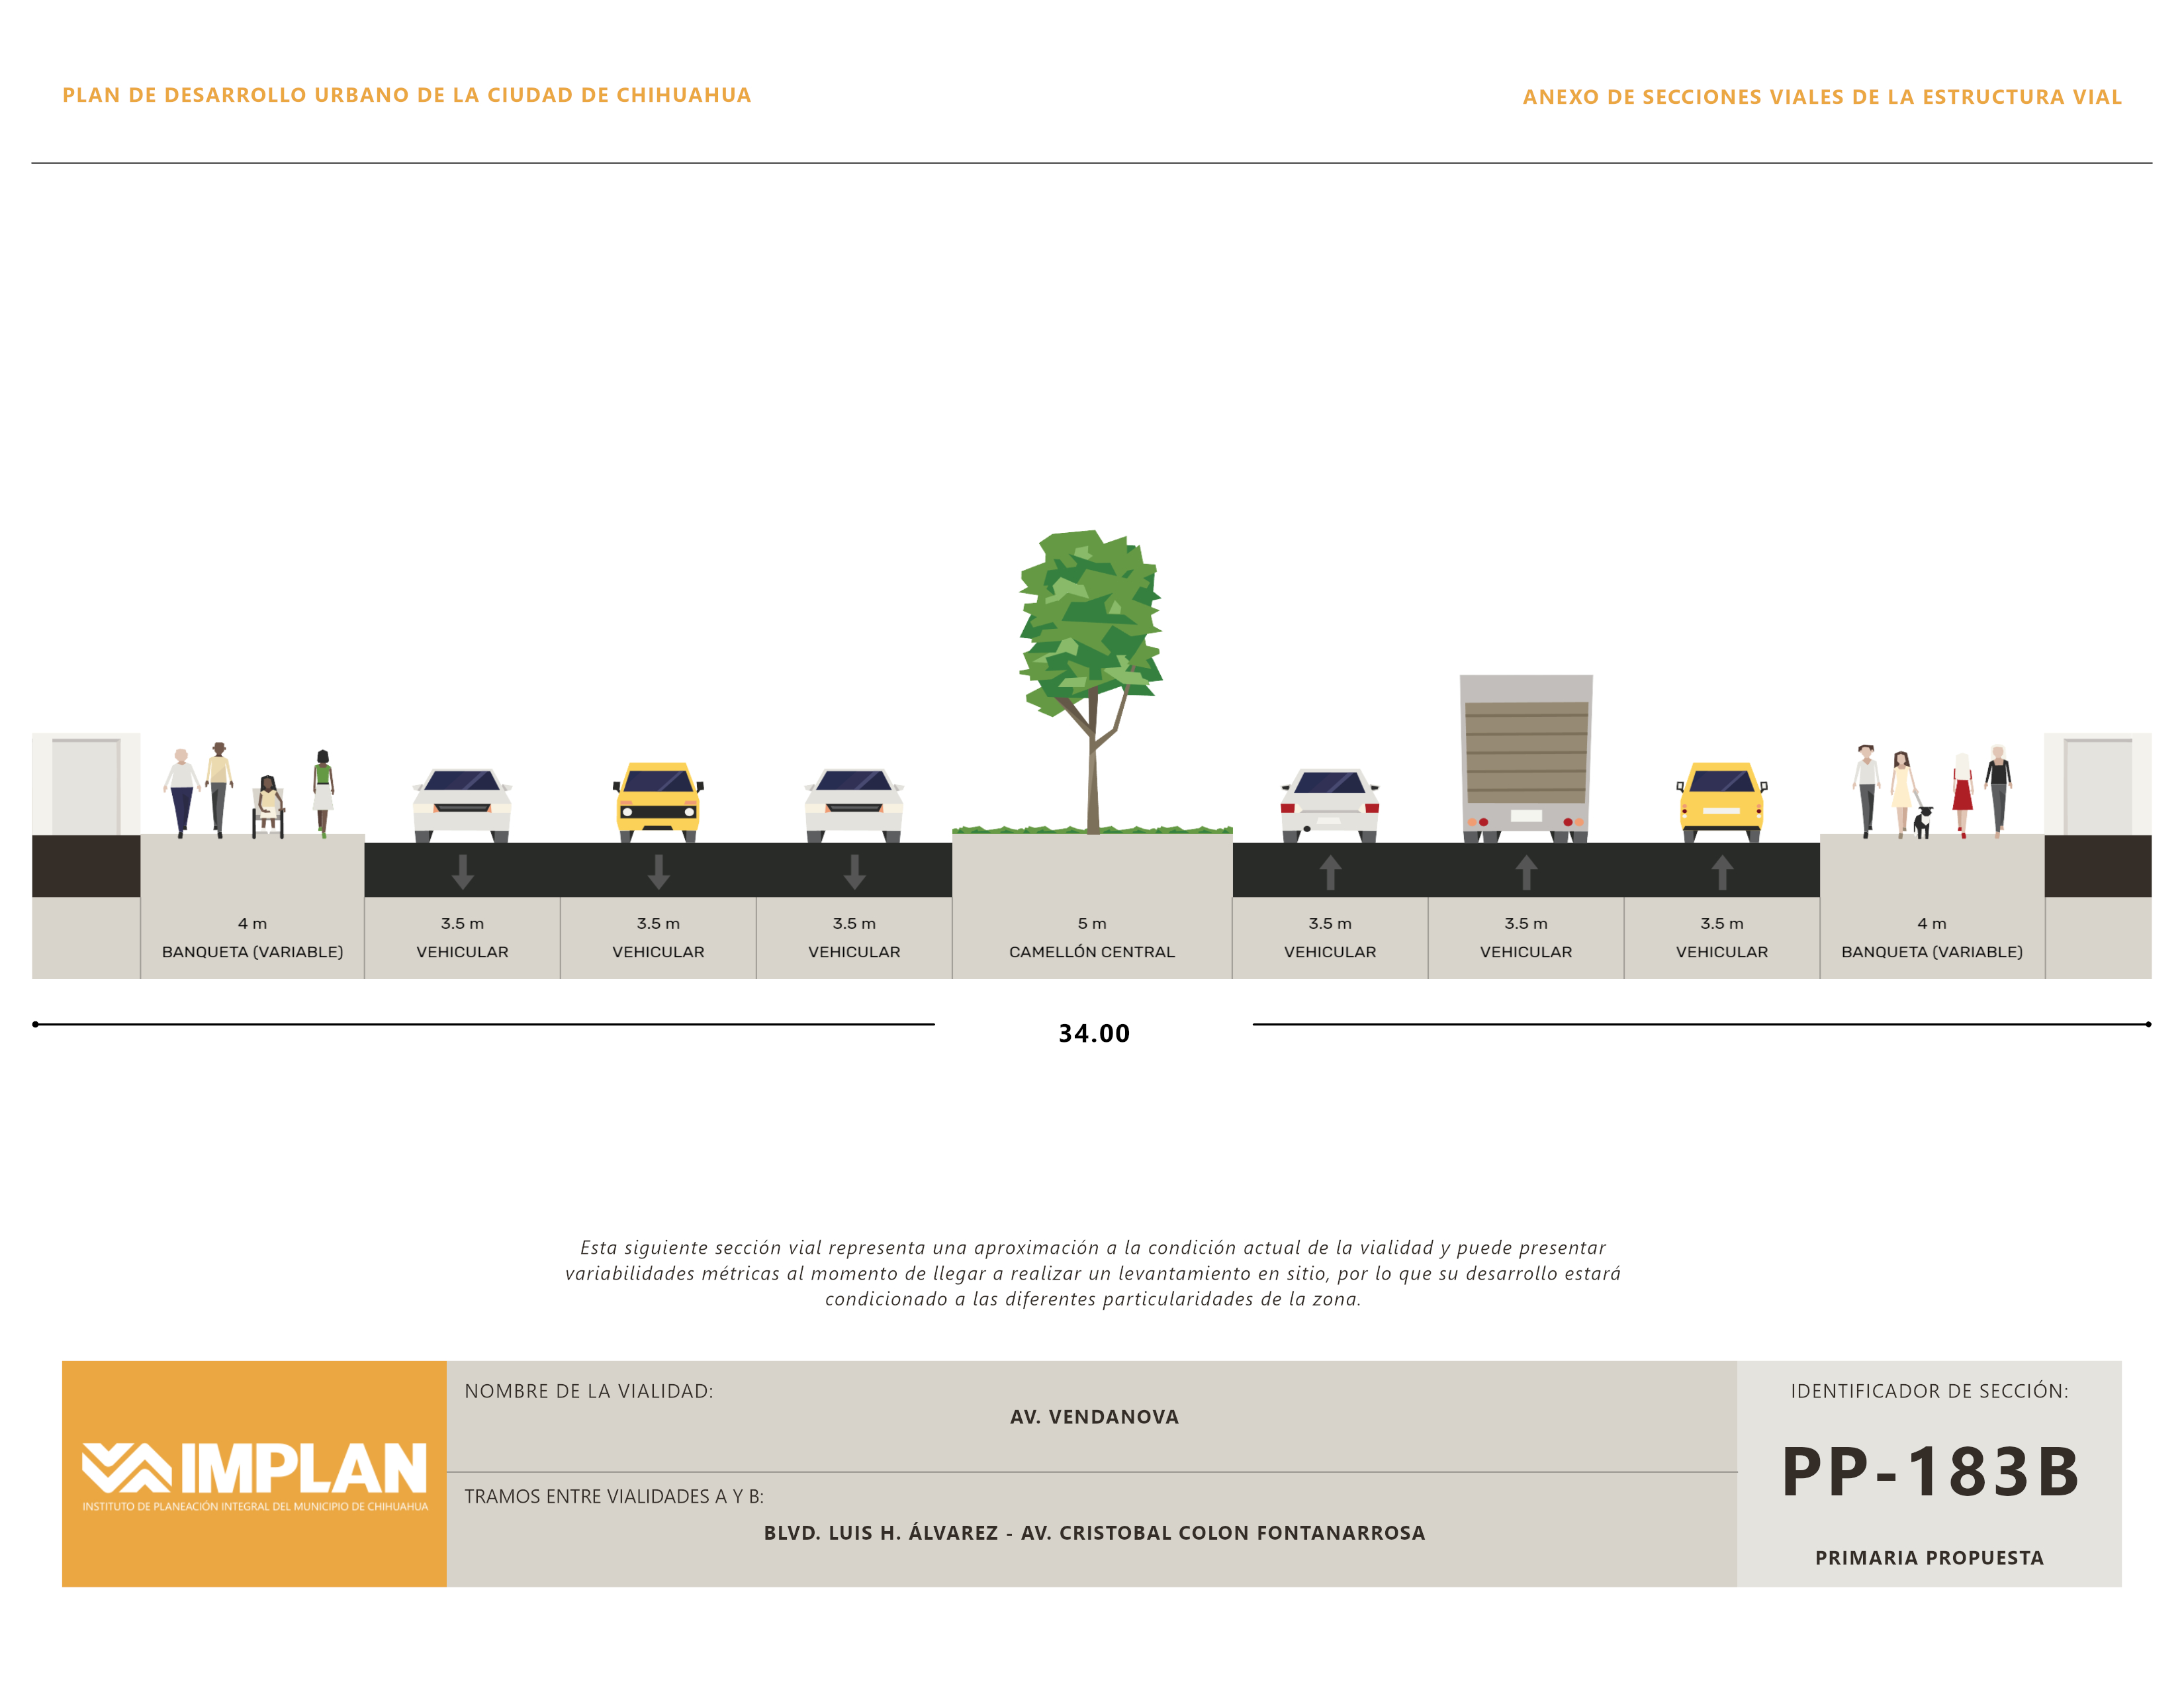 PLAN DE DESARROLLO URBANO DE LA CIUDAD DE CHIHUAHUA
ANEXO DE SECCIONES VIALES DE LA ESTRUCTURA VIAL
4 m
BANQUETA (VARIABLE)
3.5 m
VEHICULAR
3.5 m
VEHICULAR
3.5 m
VEHICULAR
5 m
CAMELLÓN CENTRAL
3.5 m
VEHICULAR
3.5 m
VEHICULAR
3.5 m
VEHICULAR
4 m
BANQUETA (VARIABLE)
34.00
Esta siguiente sección vial representa una aproximación a la condición actual de la vialidad y puede presentar
variabilidades métricas al momento de llegar a realizar un levantamiento en sitio, por lo que su desarrollo estará
condicionado a las diferentes particularidades de la zona.
IMPLAN
INSTITUTO DE PLANEACIÓN INTEGRAL DEL MUNICIPIO DE CHIHUAHUA
NOMBRE DE LA VIALIDAD:
AV. VENDANOVA
TRAMOS ENTRE VIALIDADES A Y B:
BLVD. LUIS H. ÁLVAREZ - AV. CRISTOBAL COLON FONTANARROSA
IDENTIFICADOR DE SECCIÓN:
PP-183B
PRIMARIA PROPUESTA